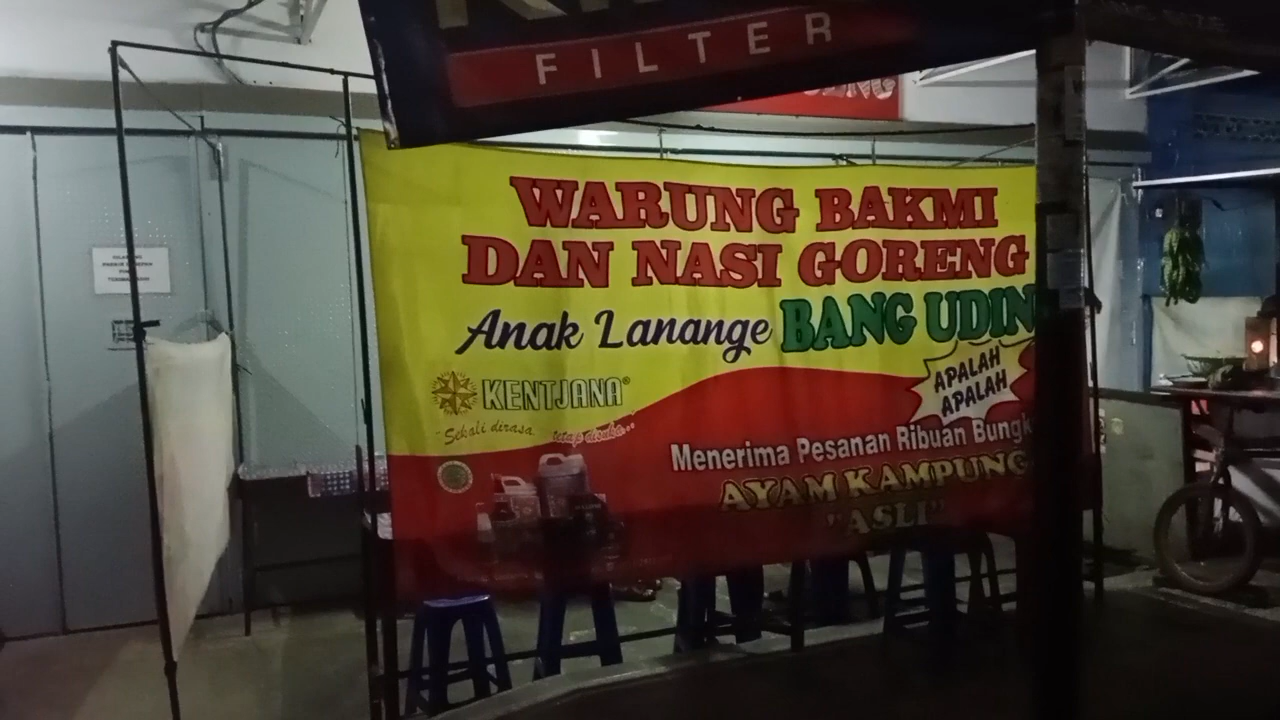 FILTER
WARUNG BAKMI
DAN NASI GORENG
Anak Lanange BANG UDIN
APALAH
APALAH
KENTJANA®
Sekali dirasa tetap disuka...
Menerima Pesanan Ribuan Bungk
AYAM KAMPUNG
"ASLI"